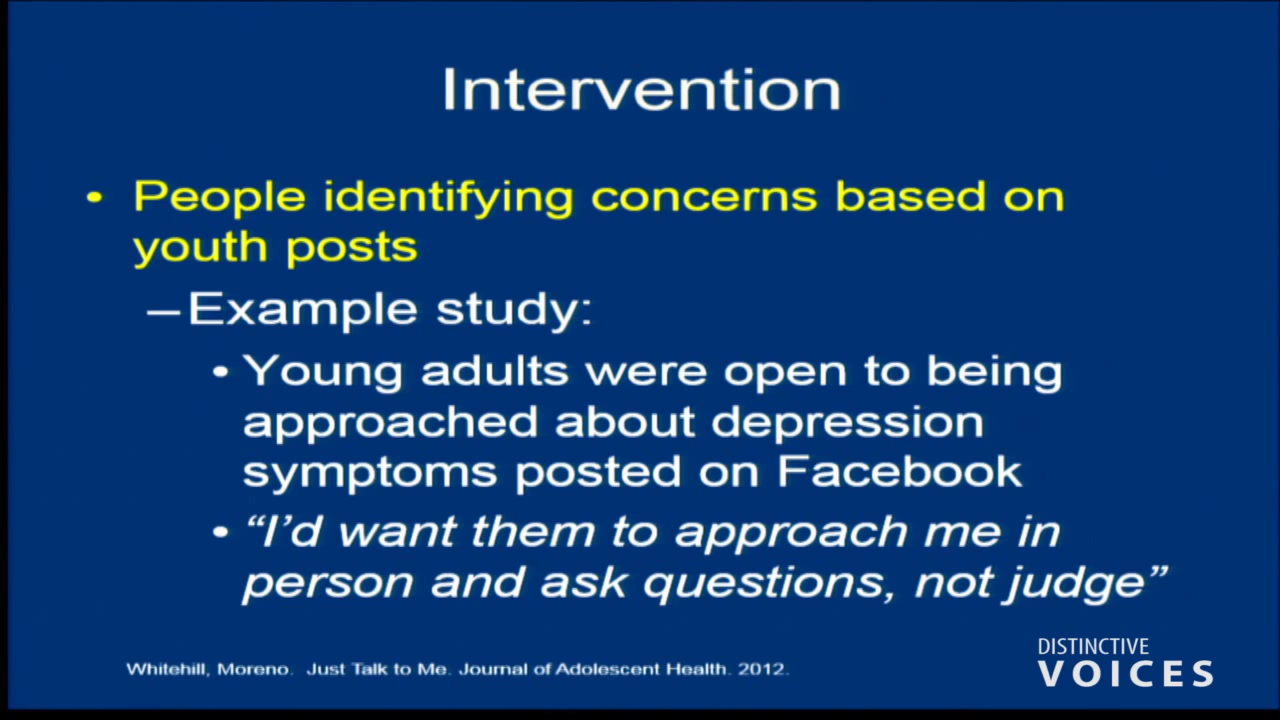 Intervention
• People identifying concerns based on
youth posts
– Example study:
• Young adults were open to being
approached about depression
symptoms posted on Facebook
• “I’d want them to approach me in
person and ask questions, not judge”
Whitehill, Moreno. Just Talk to Me. Journal of Adolescent Health. 2012.
DISTINCTIVE
VOICES